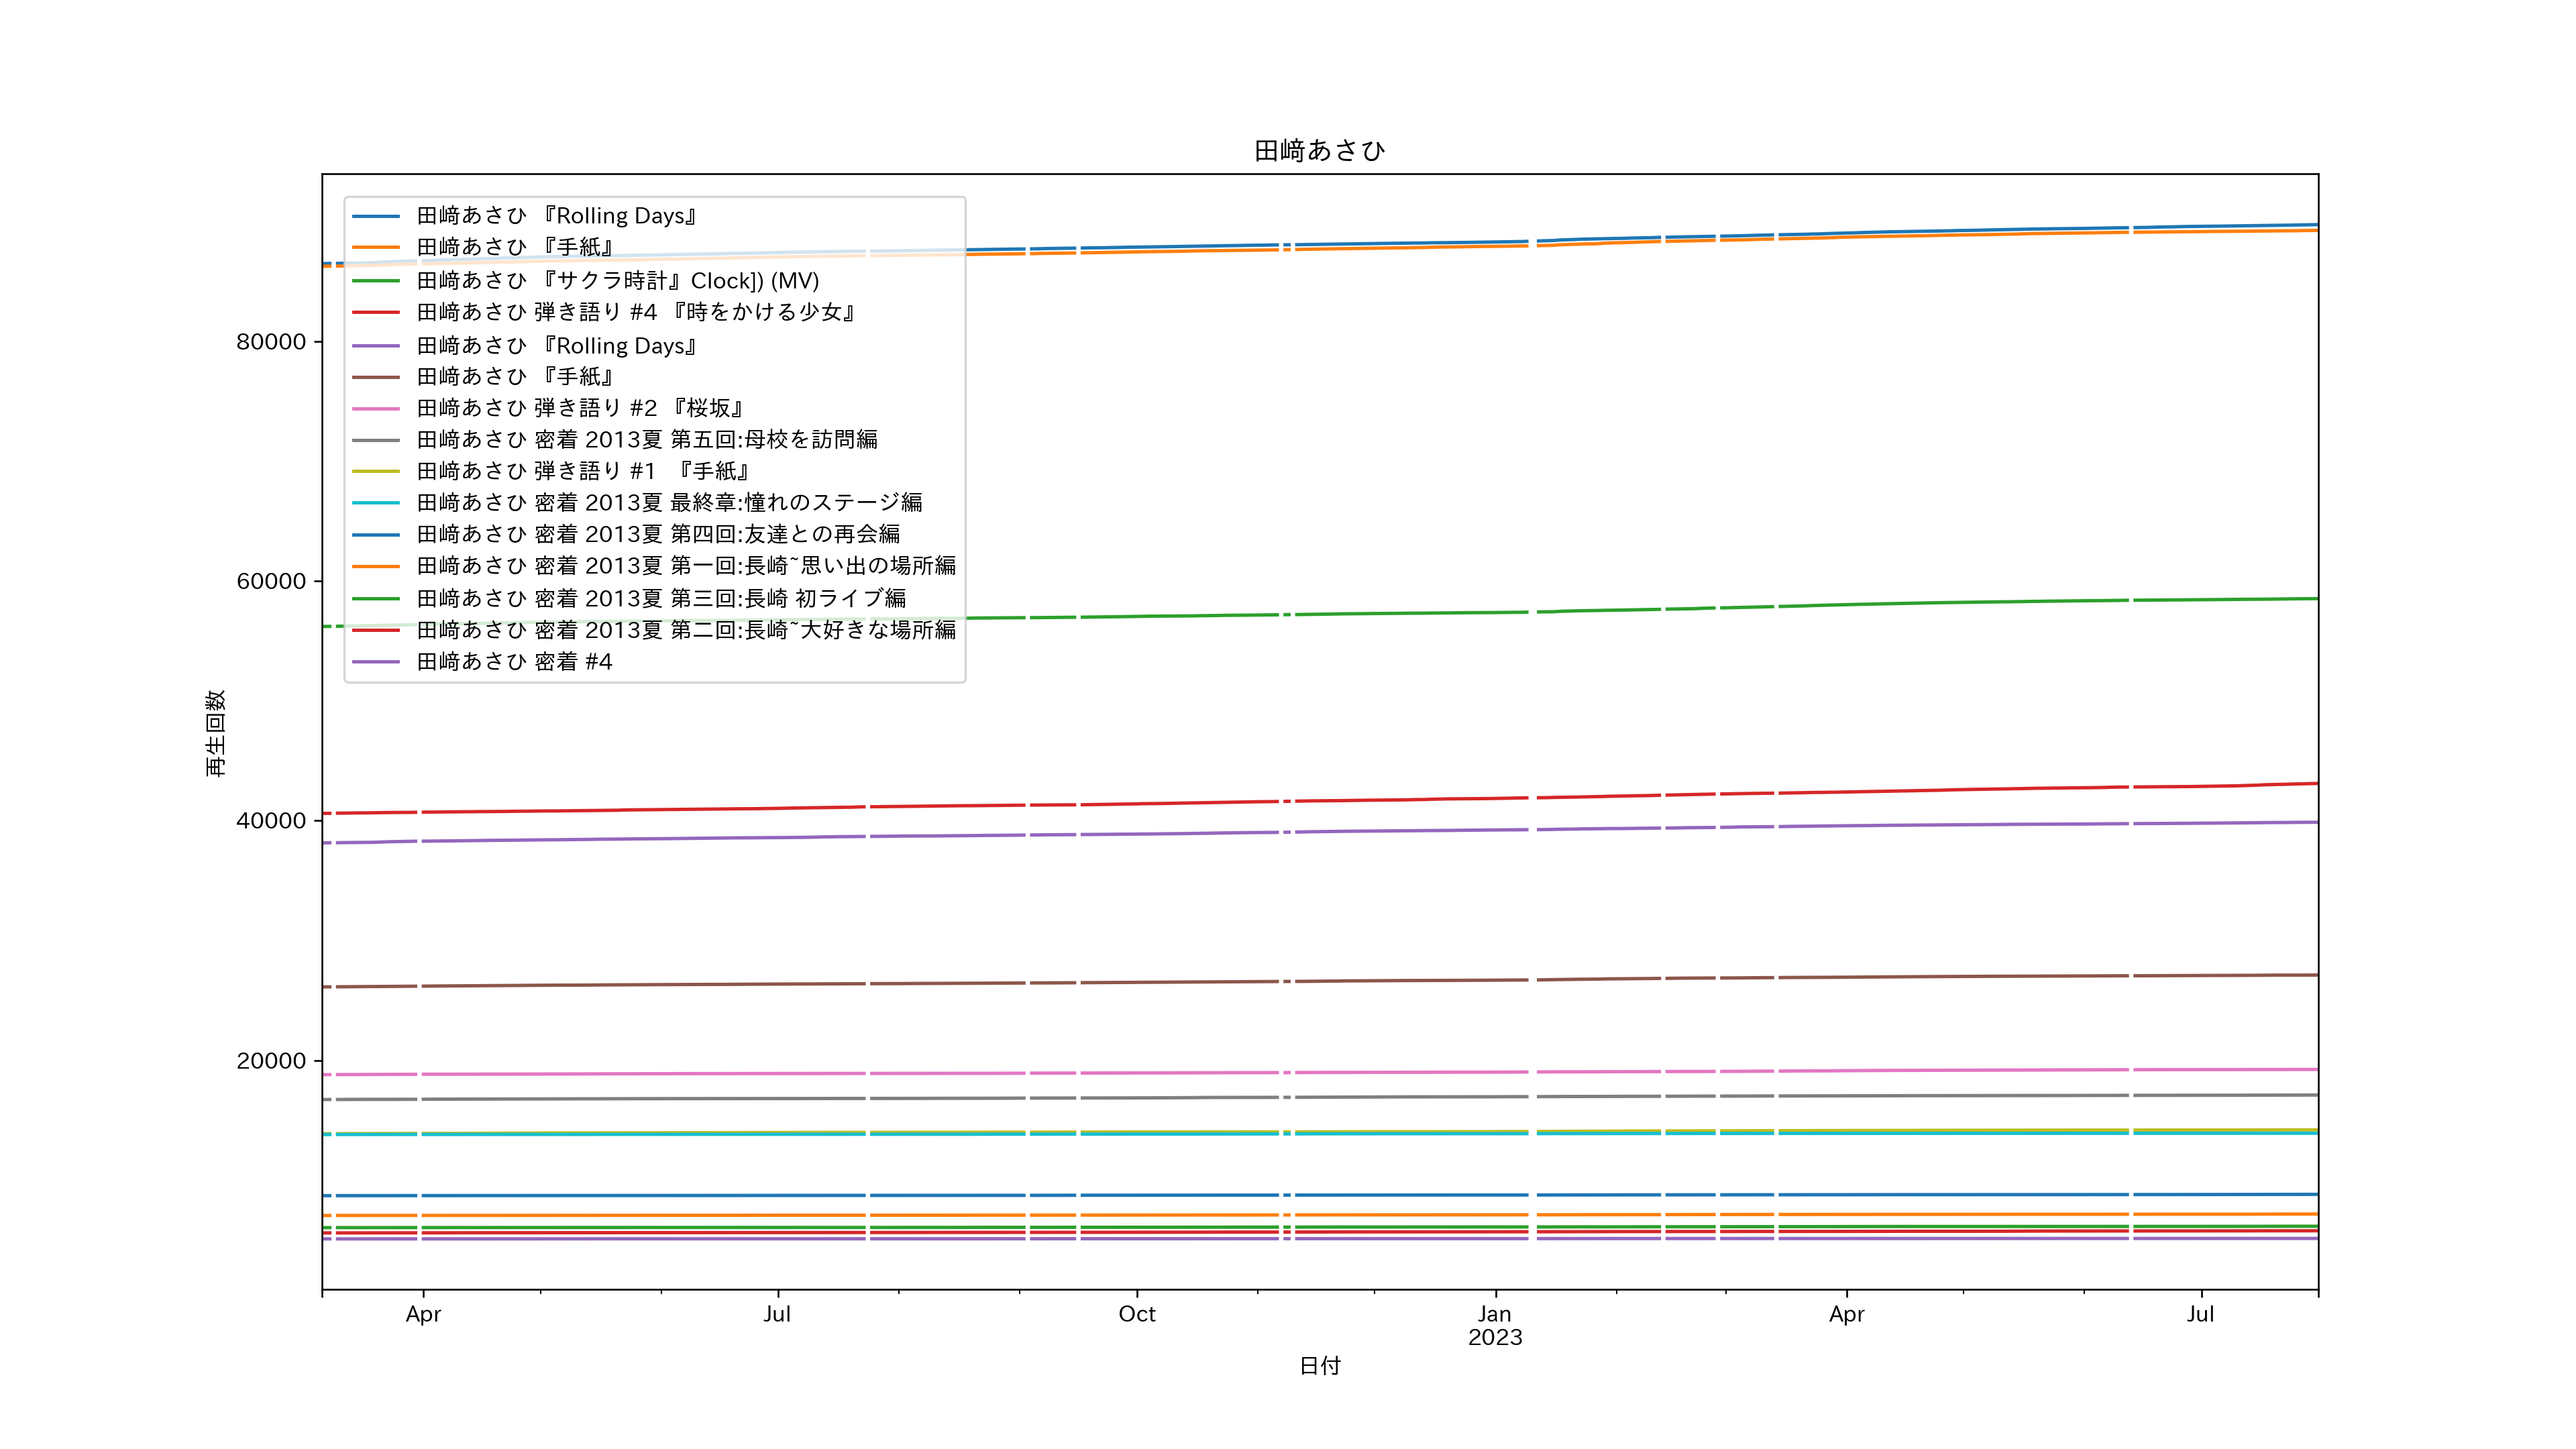 田﨑あさひ
田﨑あさひ 『Rolling Days』
田﨑あさひ 『手紙』
田﨑あさひ 『サクラ時計』Clock]) (MV)
田﨑あさひ 弾き語り #4 『時をかける少女』
田﨑あさひ 『Rolling Days』
田﨑あさひ 『手紙』
田﨑あさひ 弾き語り #2 『桜坂』
田﨑あさひ 密着 2013夏 第五回:母校を訪問編
田﨑あさひ 弾き語り #1 『手紙』
田﨑あさひ 密着 2013夏 最終章:憧れのステージ編
田﨑あさひ 密着 2013夏 第四回:友達との再会編
田﨑あさひ 密着 2013夏 第一回:長崎~思い出の場所編
田﨑あさひ 密着 2013夏 第三回:長崎 初ライブ編
田﨑あさひ 密着 2013夏 第二回:長崎~大好きな場所編
田﨑あさひ 密着 #4
80000
60000
40000
20000
再生回数
Apr Jul Oct Jan Apr Jul
2023
日付